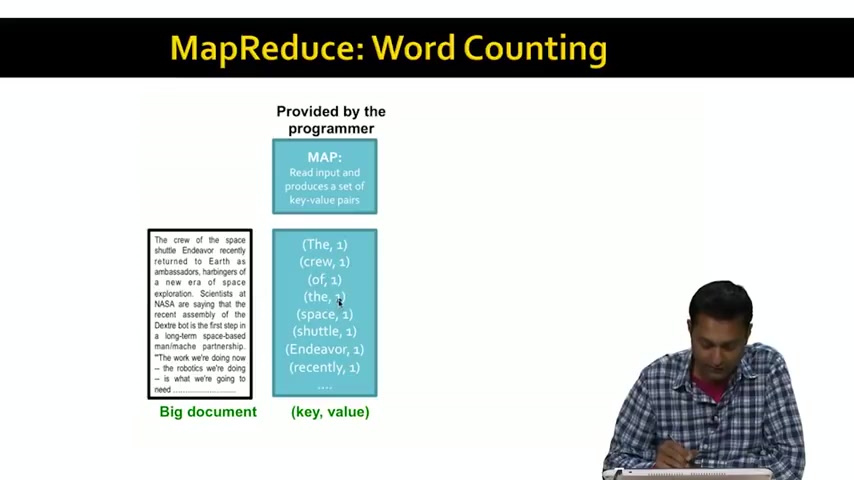 MapReduce: Word Counting
Provided by the
programmer
MAP:
Read input and
produces a set of
key-value pairs
The crew of the space
shuttle Endeavor recently
returned to Earth as
ambassadors, harbingers of
a new era of space
exploration. Scientists at
NASA are saying that the
recent assembly of the
Dextre bot is the first step in
a long-term space-based
man/mache partnership.
"The work we're doing now
-- the robotics we're doing
-- is what we're going to
need ........................
(The, 1)
(crew, 1)
(of, 1)
(the, 1)
(space, 1)
(shuttle, 1)
(Endeavor, 1)
(recently, 1)
....
Big document
(key, value)